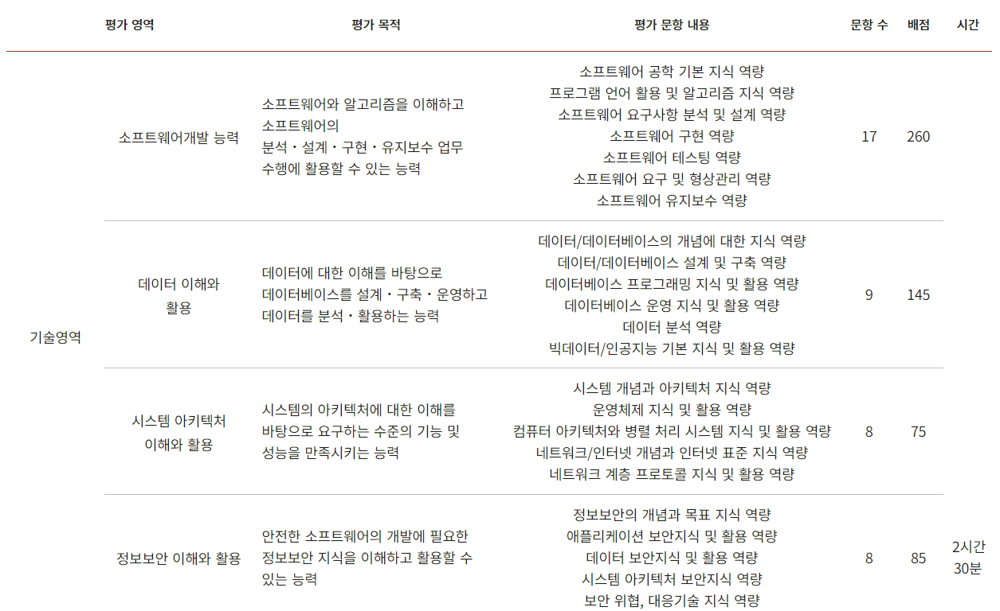 평가 영역 평가 목적 평가 문항 내용 문항 수 배점 시간
기술영역
소프트웨어개발 능력
소프트웨어와 알고리즘을 이해하고
소프트웨어의
분석・설계・구현・유지보수 업무
수행에 활용할 수 있는 능력
소프트웨어 공학 기본 지식 역량
프로그램 언어 활용 및 알고리즘 지식 역량
소프트웨어 요구사항 분석 및 설계 역량
소프트웨어 구현 역량
소프트웨어 테스팅 역량
소프트웨어 요구 및 형상관리 역량
소프트웨어 유지보수 역량
17 260
데이터 이해와
활용
데이터에 대한 이해를 바탕으로
데이터베이스를 설계・구축・운영하고
데이터를 분석・활용하는 능력
데이터/데이터베이스의 개념에 대한 지식 역량
데이터/데이터베이스 설계 및 구축 역량
데이터베이스 프로그래밍 지식 및 활용 역량
데이터베이스 운영 지식 및 활용 역량
데이터 분석 역량
빅데이터/인공지능 기본 지식 및 활용 역량
9 145
시스템 아키텍처
이해와 활용
시스템의 아키텍처에 대한 이해를
바탕으로 요구하는 수준의 기능 및
성능을 만족시키는 능력
시스템 개념과 아키텍처 지식 역량
운영체제 지식 및 활용 역량
컴퓨터 아키텍처와 병렬 처리 시스템 지식 및 활용 역량
네트워크/인터넷 개념과 인터넷 표준 지식 역량
네트워크 계층 프로토콜 지식 및 활용 역량
8 75
정보보안 이해와 활용
안전한 소프트웨어의 개발에 필요한
정보보안 지식을 이해하고 활용할 수
있는 능력
정보보안의 개념과 목표 지식 역량
애플리케이션 보안지식 및 활용 역량
데이터 보안지식 및 활용 역량
시스템 아키텍처 보안지식 역량
보안 위협, 대응기술 지식 역량
8 85
2시간
30분